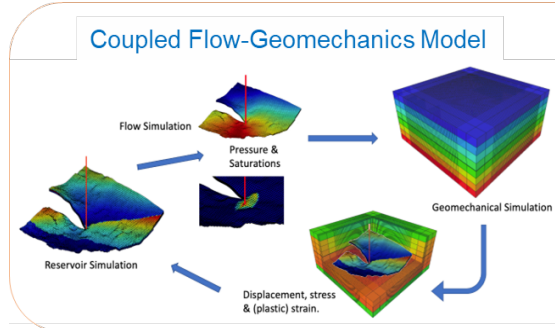 Coupled Flow-Geomechanics Model
Flow Simulation
Pressure &
Saturations
Geomechanical Simulation
Reservoir Simulation
Displacement, stress
& (plastic) strain.